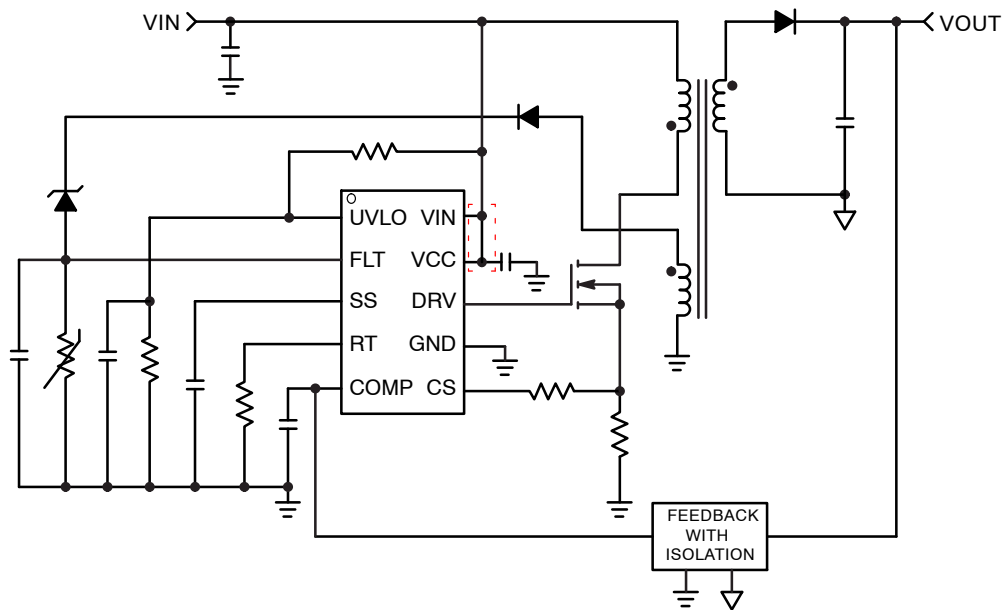 VIN
VOUT
UVLO VIN
FLT VCC
SS DRV
RT GND
COMP CS
FEEDBACK
WITH
ISOLATION